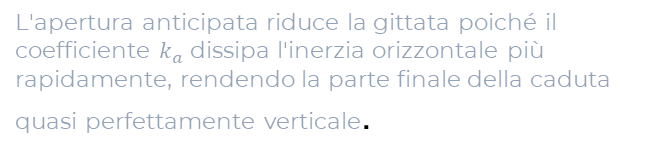 L'apertura anticipata riduce la gittata poiché il
coefficiente kₐ dissipa l'inerzia orizzontale più
rapidamente, rendendo la parte finale della caduta
quasi perfettamente verticale.